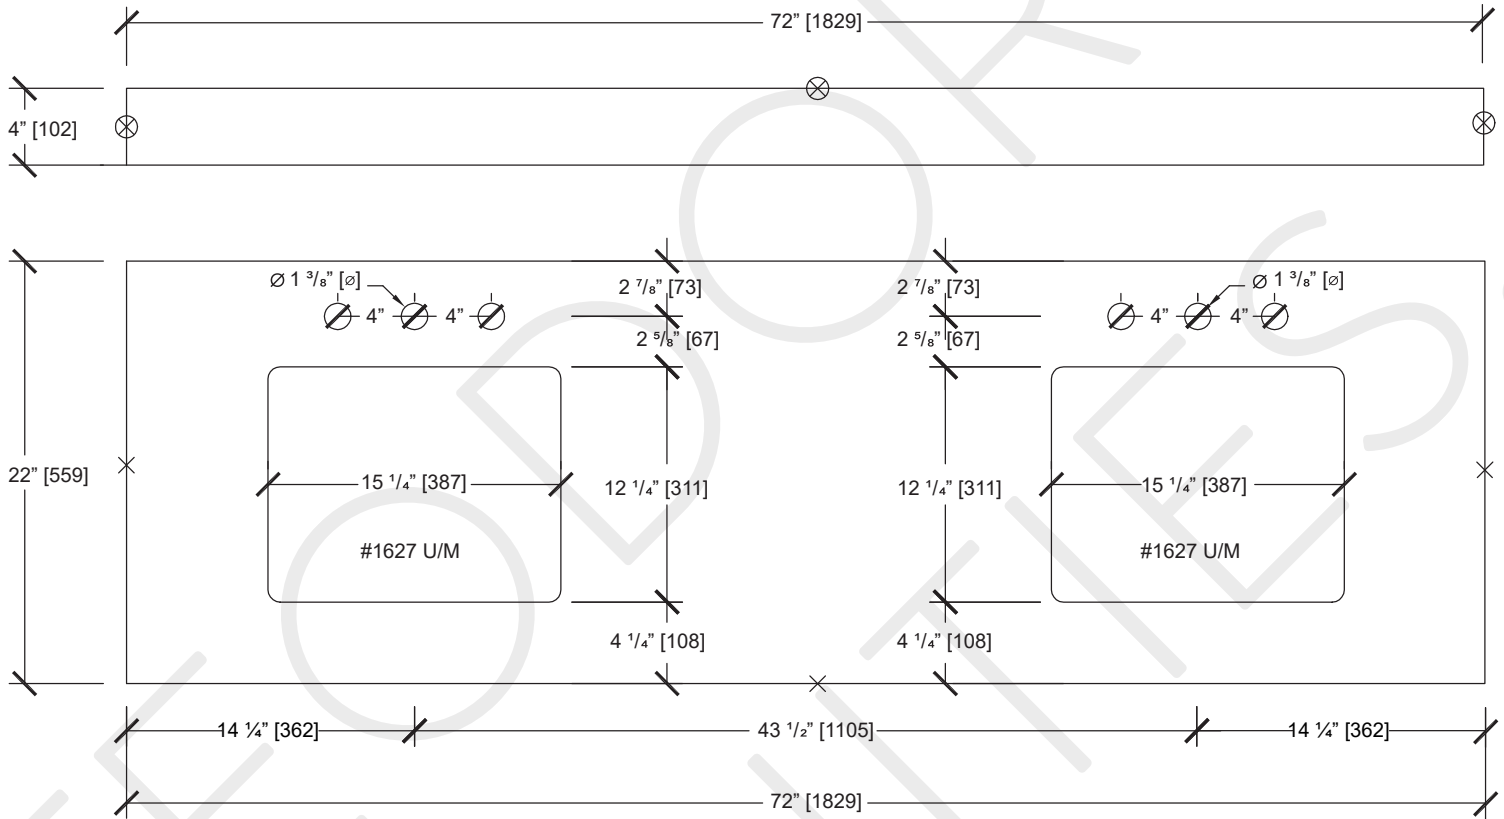 72” [1829]
4” [102]
Ø 1 ³/₈” [ø]
2 ⁷/₈” [73]
2 ⁷/₈” [73]
Ø 1 ³/₈” [ø]
4” 4”
4” 4”
2 ⁵/₈” [67]
2 ⁵/₈” [67]
22” [559]
15 ¹/₄” [387]
12 ¹/₄” [311]
12 ¹/₄” [311]
15 ¹/₄” [387]
#1627 U/M
#1627 U/M
4 ¹/₄” [108]
4 ¹/₄” [108]
14 ¼” [362]
43 ¹/₂” [1105]
14 ¼” [362]
72” [1829]